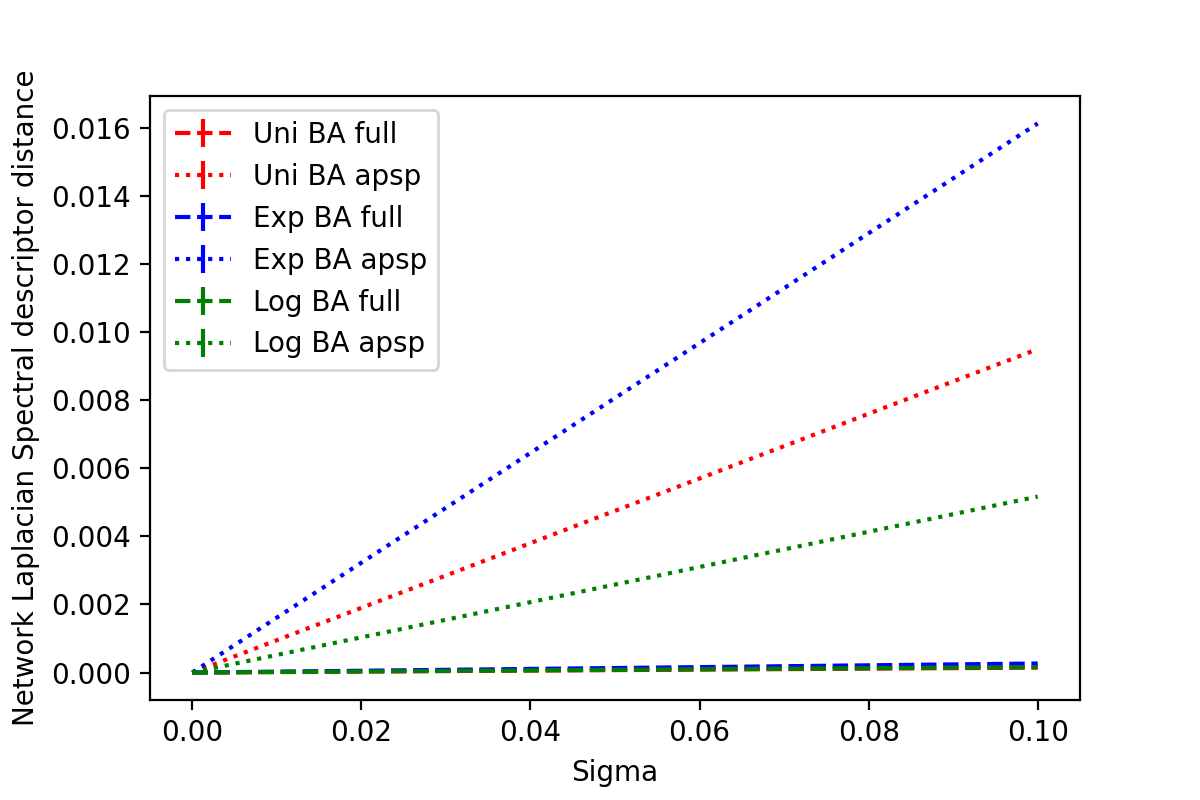 Network Laplacian Spectral descriptor distance
0.016
0.014
0.012
0.010
0.008
0.006
0.004
0.002
0.000
Uni BA full
Uni BA apsp
Exp BA full
Exp BA apsp
Log BA full
Log BA apsp
0.00 0.02 0.04 0.06 0.08 0.10
Sigma